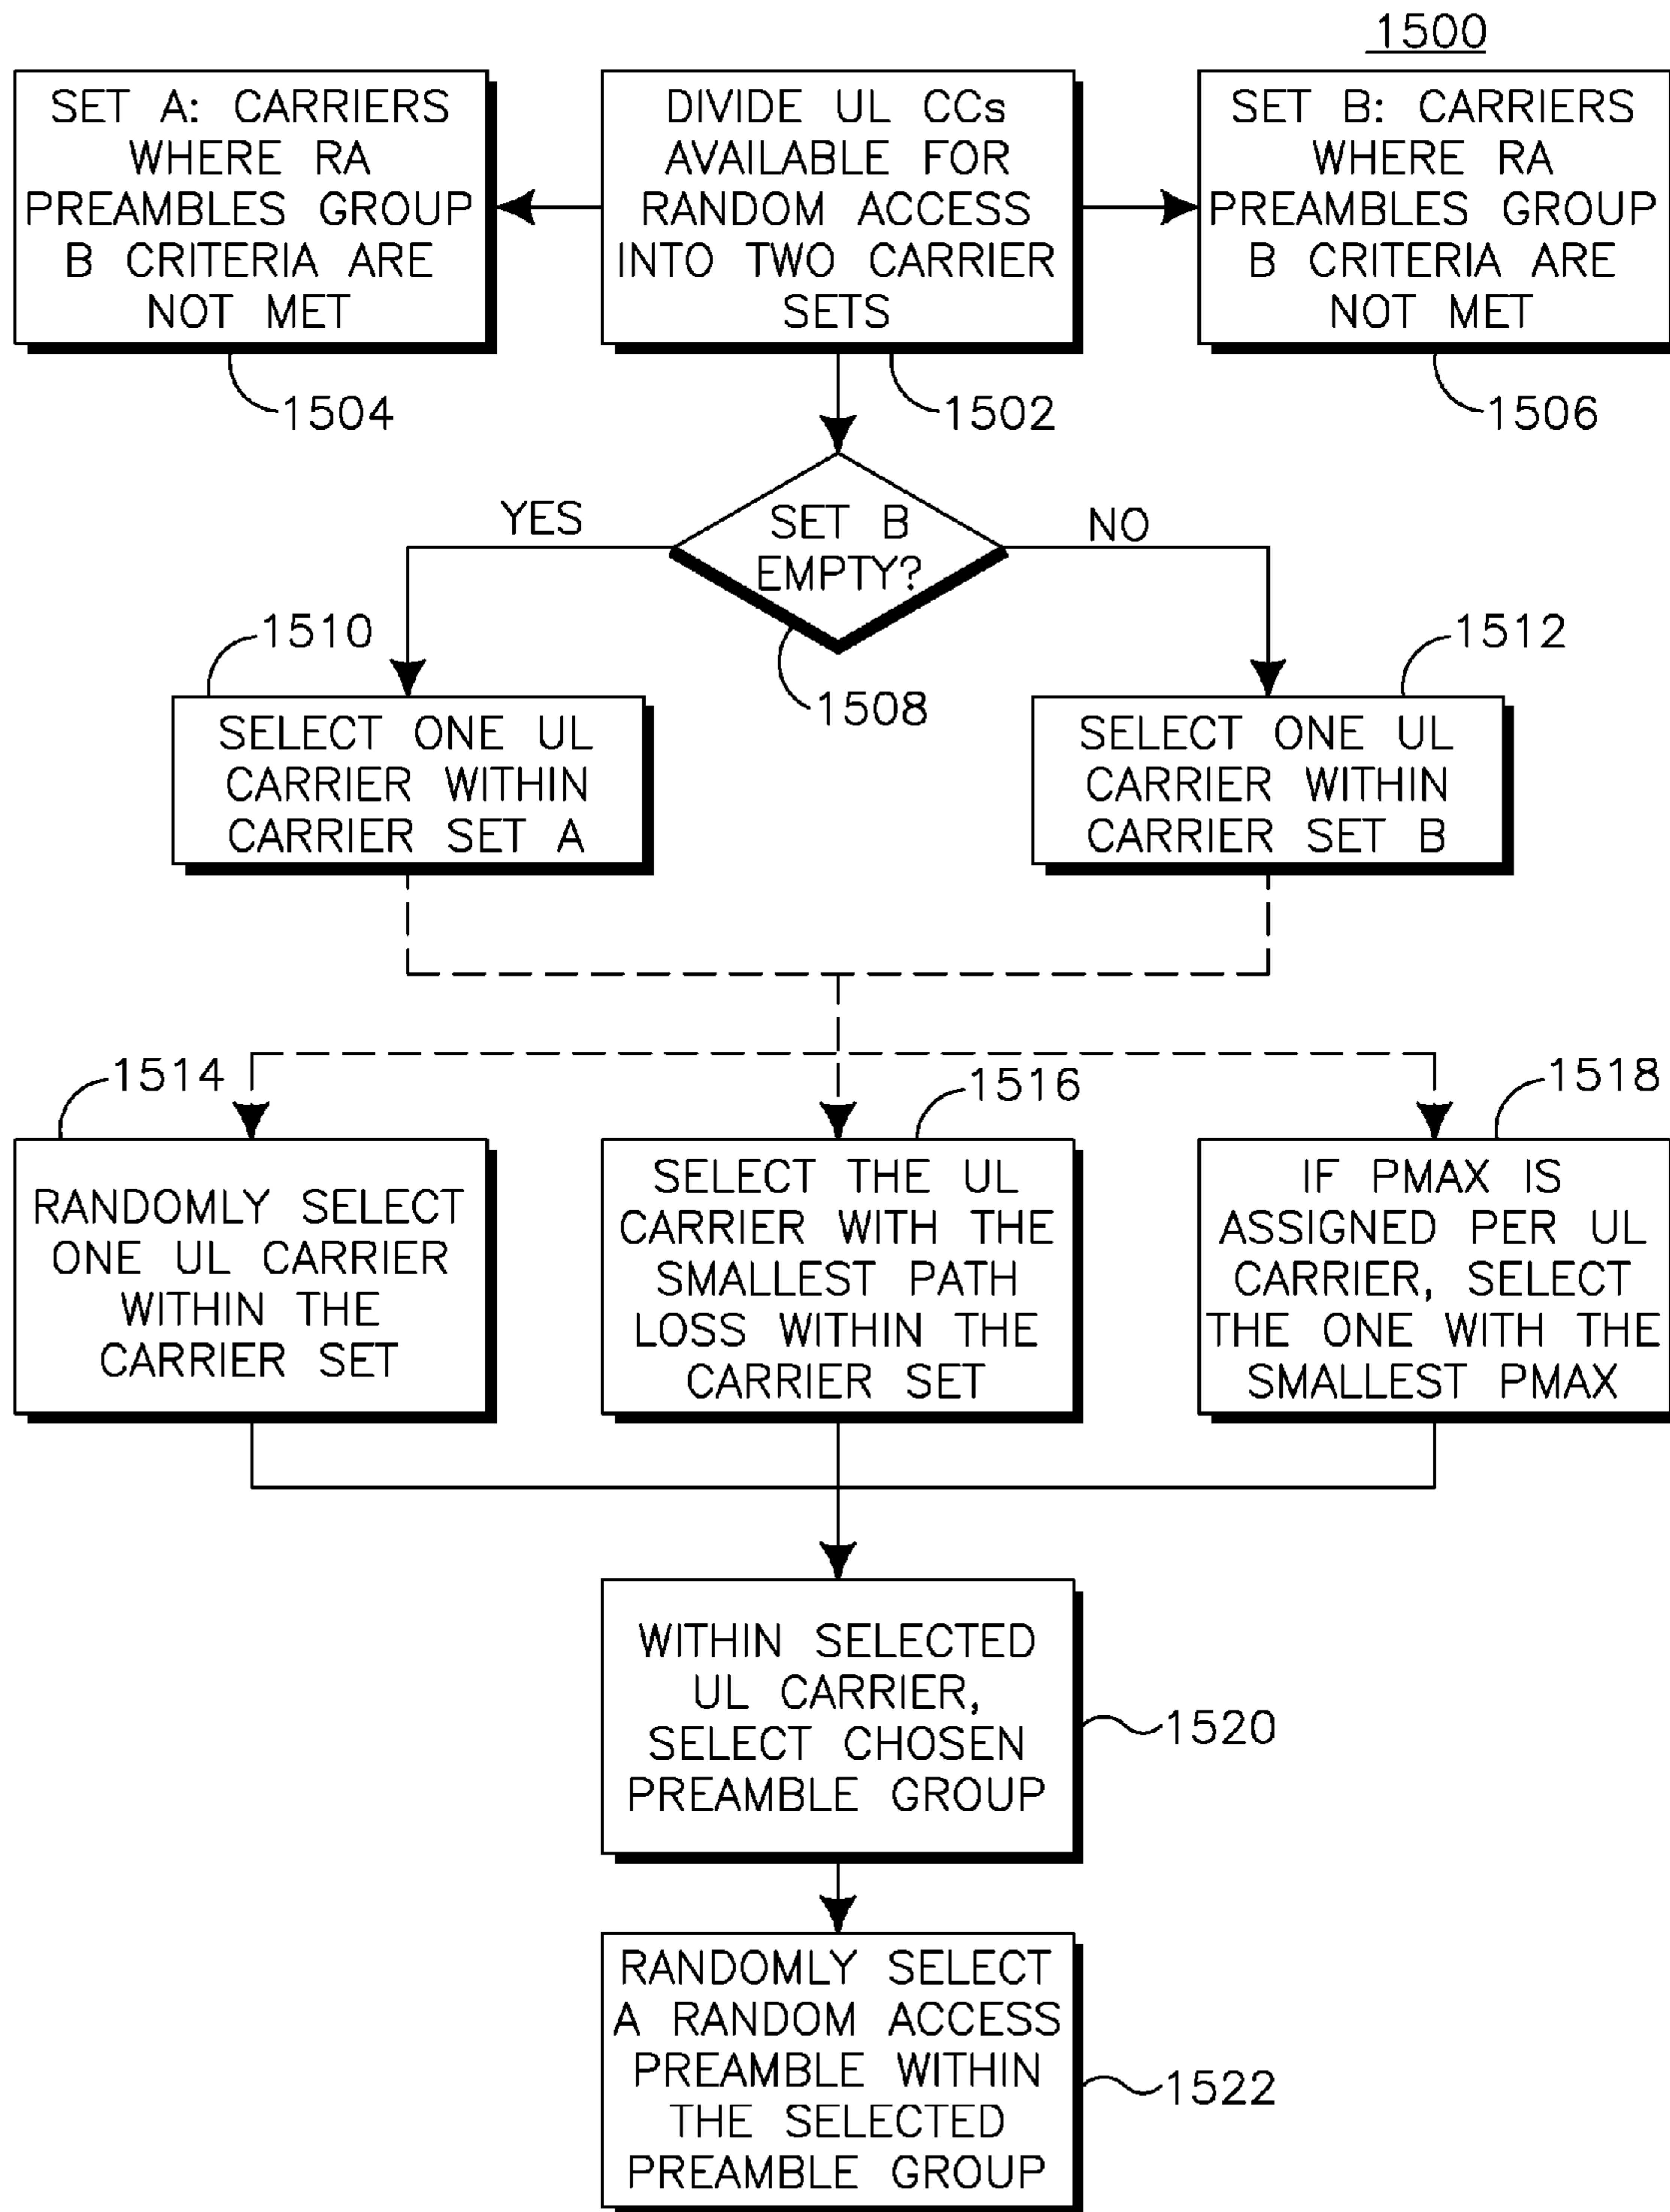 1500
SET A: CARRIERS
WHERE RA
PREAMBLES GROUP
B CRITERIA ARE
NOT MET
DIVIDE UL CCs
AVAILABLE FOR
RANDOM ACCESS
INTO TWO CARRIER
SETS
SET B: CARRIERS
WHERE RA
PREAMBLES GROUP
B CRITERIA ARE
NOT MET
1504
1502
1506
YES
SET B
EMPTY?
NO
1510
1508
1512
SELECT ONE UL
CARRIER WITHIN
CARRIER SET A
SELECT ONE UL
CARRIER WITHIN
CARRIER SET B
1514
1516
1518
RANDOMLY SELECT
ONE UL CARRIER
WITHIN THE
CARRIER SET
SELECT THE UL
CARRIER WITH THE
SMALLEST PATH
LOSS WITHIN THE
CARRIER SET
IF PMAX IS
ASSIGNED PER UL
CARRIER, SELECT
THE ONE WITH THE
SMALLEST PMAX
WITHIN SELECTED
UL CARRIER,
SELECT CHOSEN
PREAMBLE GROUP
1520
RANDOMLY SELECT
A RANDOM ACCESS
PREAMBLE WITHIN
THE SELECTED
PREAMBLE GROUP
1522